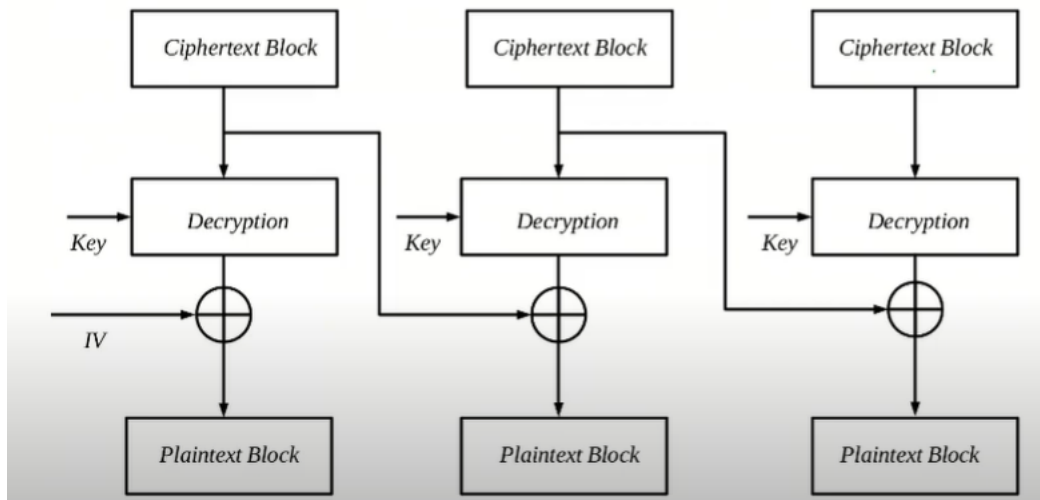 Ciphertext Block
Ciphertext Block
Ciphertext Block
Decryption
Decryption
Decryption
Key
Key
Key
IV
Plaintext Block
Plaintext Block
Plaintext Block